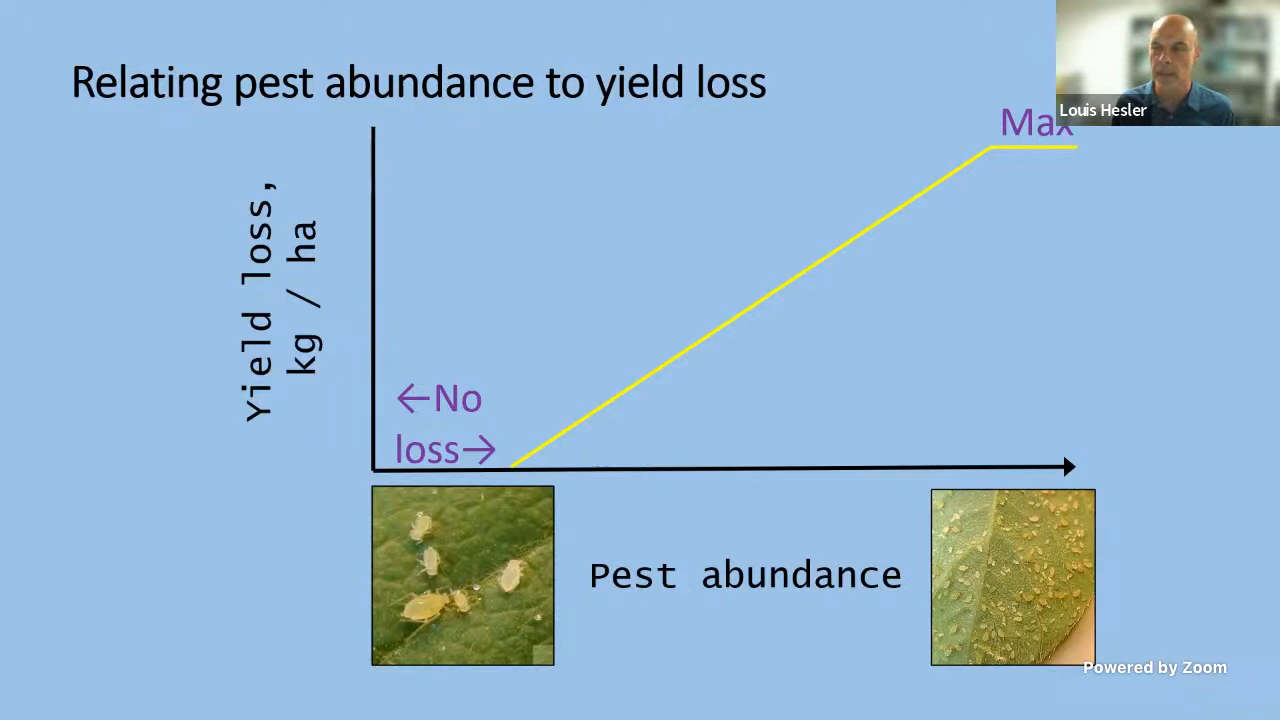 Relating pest abundance to yield loss
Louis Hesler
Max
Yield loss,
kg / ha
←No
loss→
Pest abundance
Powered by Zoom